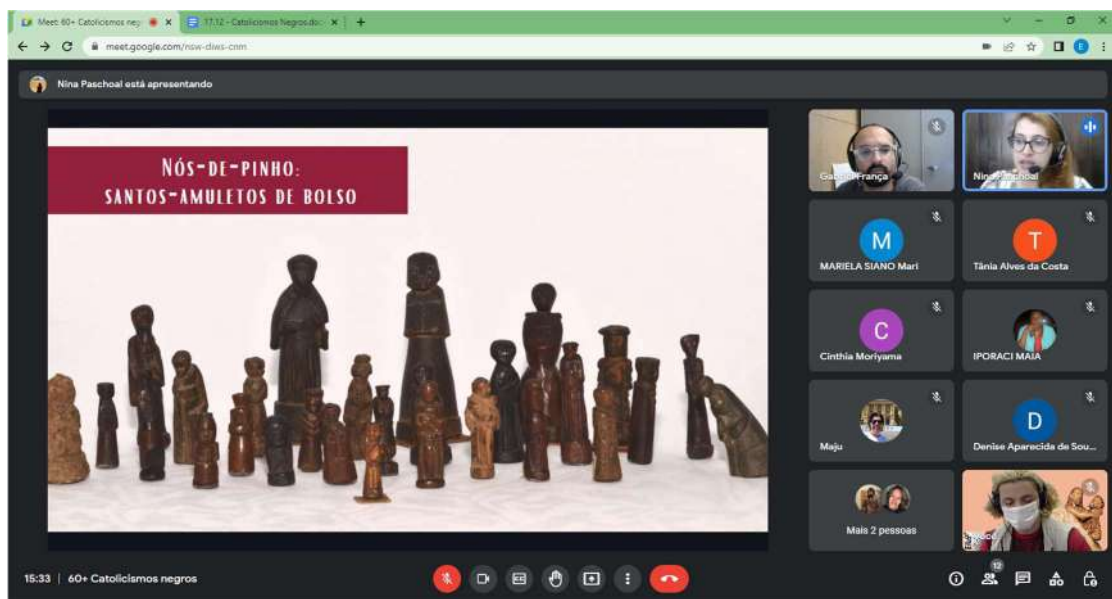 Meet: 60+ Catolicismos neg
17.12 - Catolicismos Negros.doc
meet.google.com/nsw-diws-cnm
E
Nina Paschoal está apresentando
NÓS-DE-PINHO:
SANTOS-AMULETOS DE BOLSO
França
Nina
M
MARIELA SIANO Mari
T
Tânia Alves da Costa
C
Cinthia Moriyama
IPORACI MAIA
Maju
D
Denise Aparecida de Sou...
Mais 2 pessoas
15:33 | 60+ Catolicismos negros
12